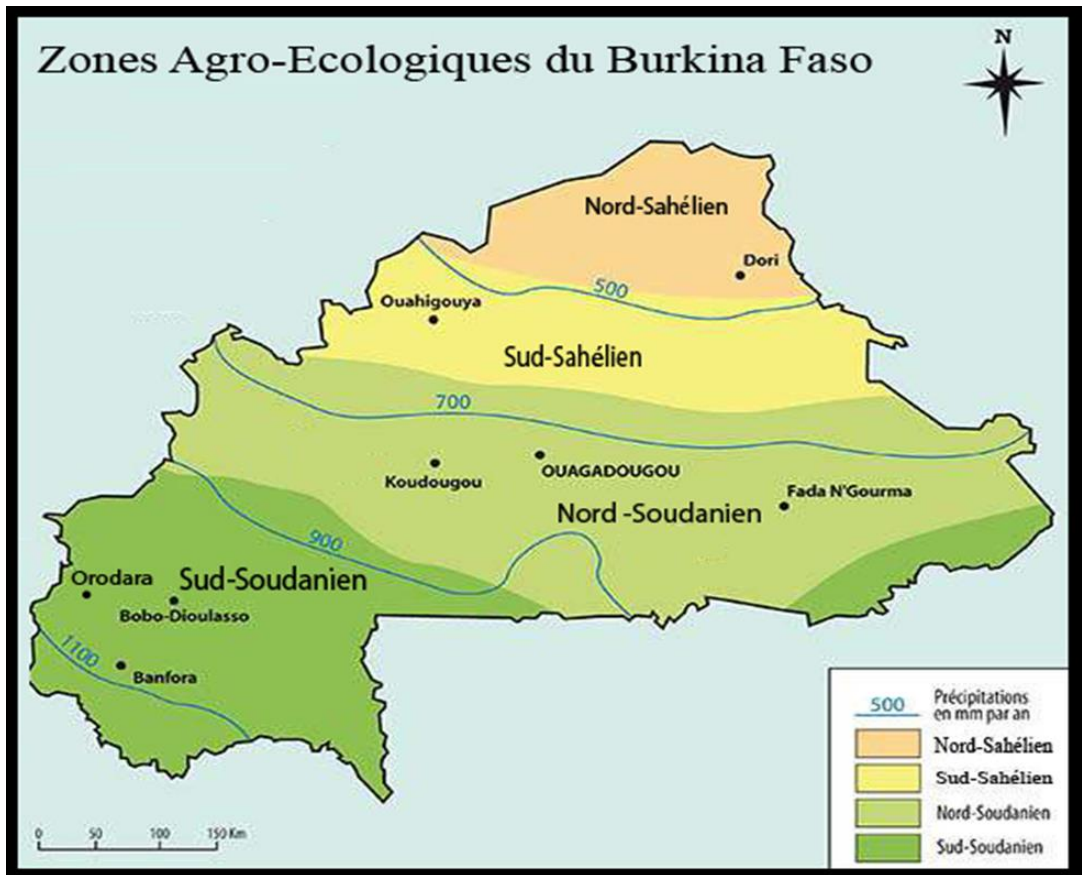 Zones Agro-Ecologiques du Burkina Faso
N
Nord-Sahélien
Dori
500
Ouahigouya
Sud-Sahélien
700
Koudougou
OUAGADOUGOU
Fada N'Gourma
Nord -Soudanien
900
Orodara
Sud-Soudanien
Bobo-Dioulasso
1100
Banfora
500
Précipitations
en mm par an
Nord-Sahélien
Sud-Sahélien
Nord-Soudanien
Sud-Soudanien
0 50 100 150 Km